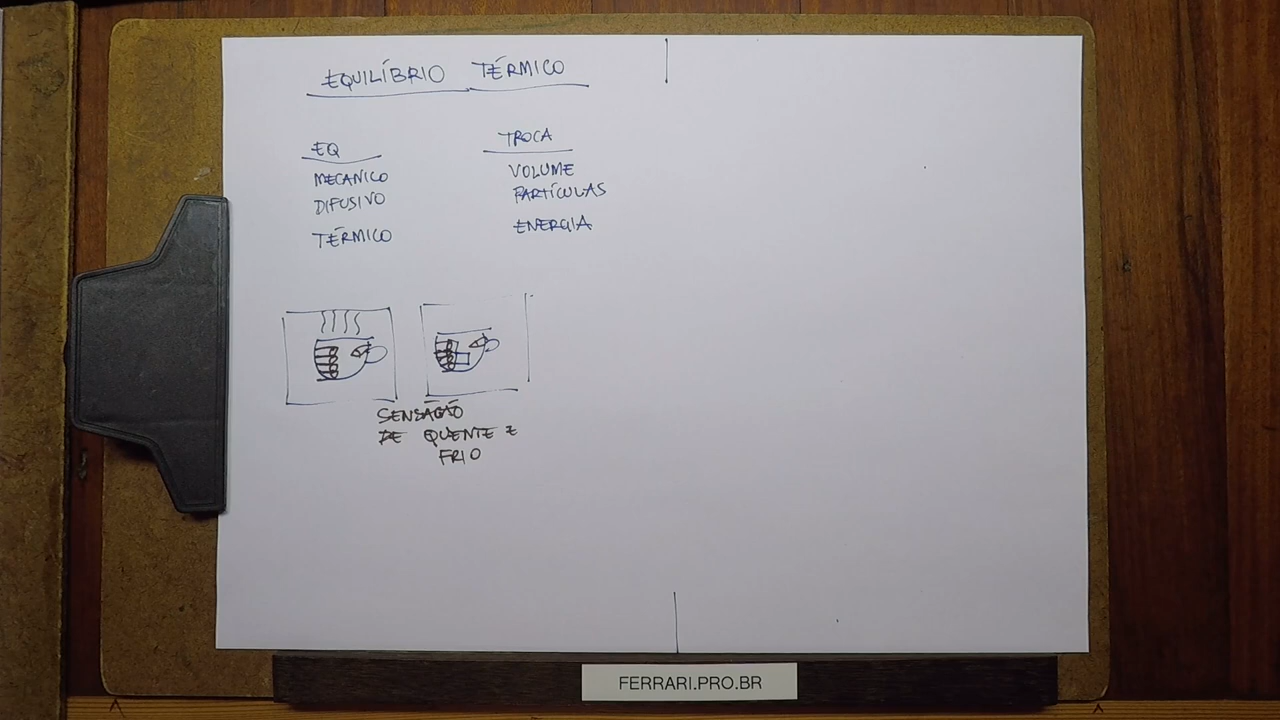 EQUILÍBRIO TÉRMICO
EQ TROCA
MECANICO VOLUME
DIFUSIVO PARTÍCULAS
TÉRMICO ENERGIA
SENSAÇÃO
DE QUENTE E
FRIO
FERRARI.PRO.BR